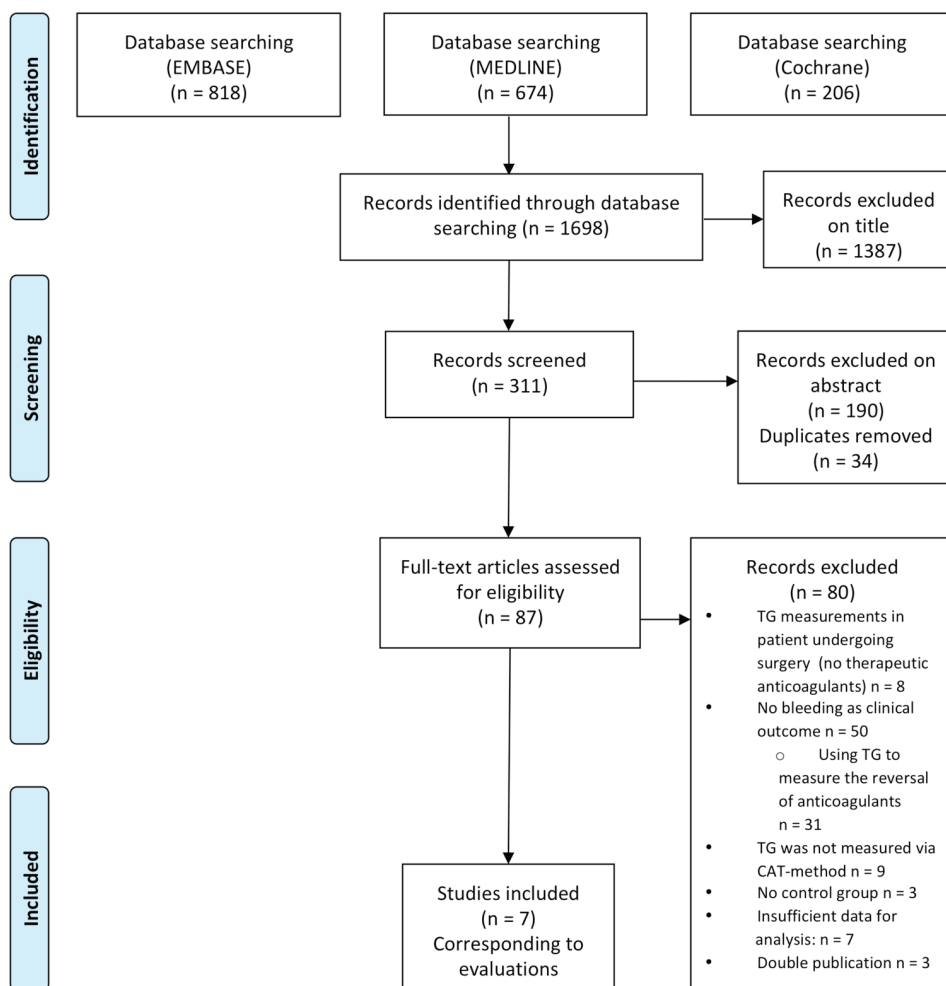 Identification
Database searching
(EMBASE)
(n = 818)
Database searching
(MEDLINE)
(n = 674)
Database searching
(Cochrane)
(n = 206)
Records identified through database
searching (n = 1698)
Records excluded
on title
(n = 1387)
Screening
Records screened
(n = 311)
Records excluded on
abstract
(n = 190)
Duplicates removed
(n = 34)
Eligibility
Full-text articles assessed
for eligibility
(n = 87)
Records excluded
(n = 80)
• TG measurements in
patient undergoing
surgery (no therapeutic
anticoagulants) n = 8
• No bleeding as clinical
outcome n = 50
○ Using TG to
measure the reversal
of anticoagulants
n = 31
• TG was not measured via
CAT-method n = 9
• No control group n = 3
• Insufficient data for
analysis: n = 7
• Double publication n = 3
Included
Studies included
(n = 7)
Corresponding to
evaluations